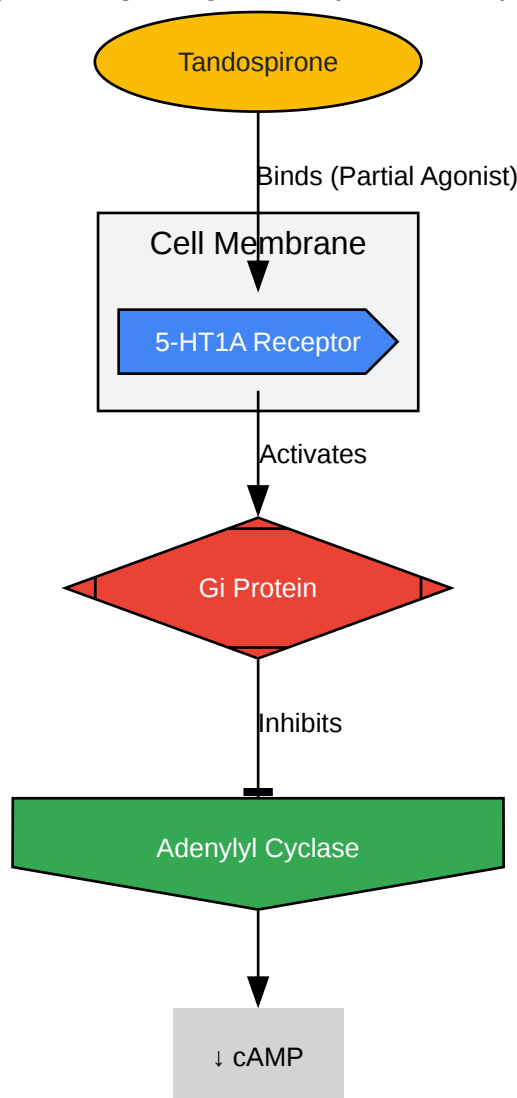 Tandospirone
Binds (Partial Agonist)
Cell Membrane
5-HT1A Receptor
Activates
Gi Protein
Inhibits
Adenylyl Cyclase
↓ cAMP